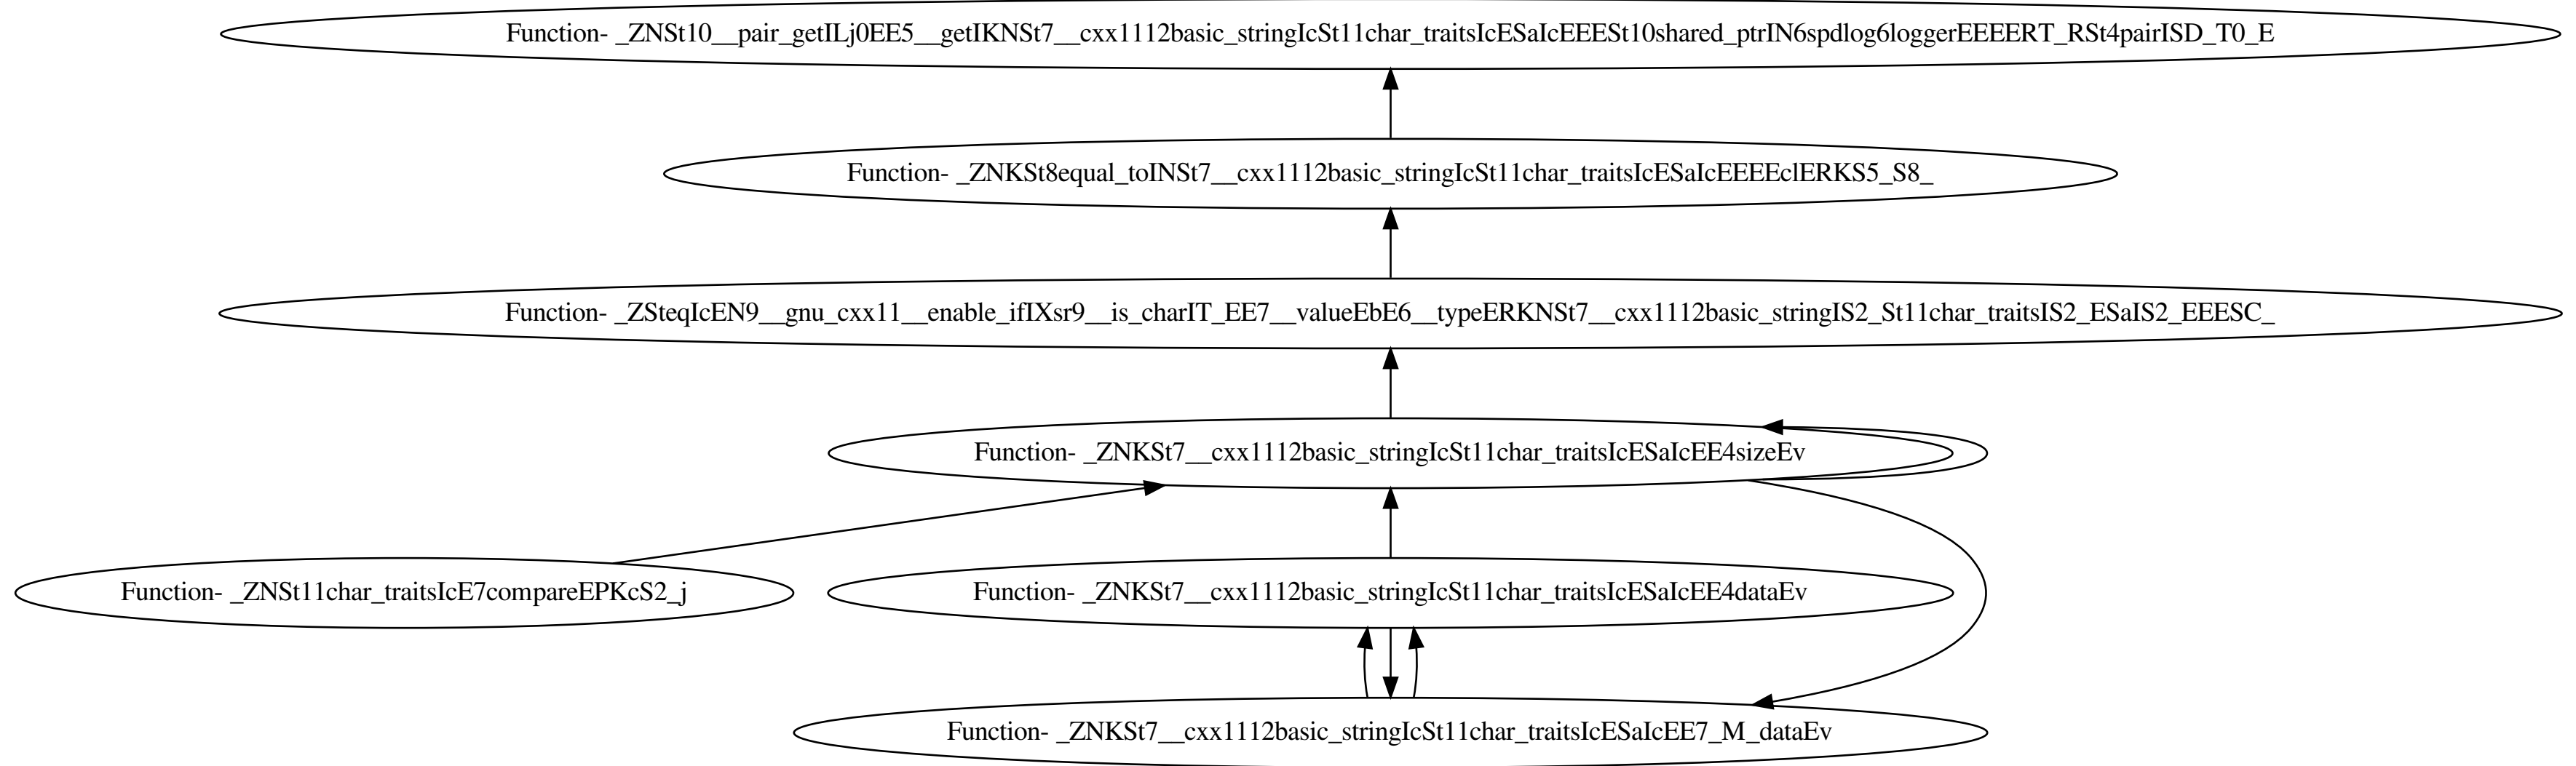 Function- _ZNSt10__pair_getILj0EE5__getIKNSt7__cxx1112basic_stringIcSt11char_traitsIcESaIcEEESt10shared_ptrIN6spdlog6loggerEEEERT_RSt4pairISD_T0_E
Function- _ZNKSt8equal_toINSt7__cxx1112basic_stringIcSt11char_traitsIcESaIcEEEEclERKS5_S8_
Function- _ZSteqIcEN9__gnu_cxx11__enable_ifIXsr9__is_charIT_EE7__valueEbE6__typeERKNSt7__cxx1112basic_stringIS2_St11char_traitsIS2_ESaIS2_EEESC_
Function- _ZNKSt7__cxx1112basic_stringIcSt11char_traitsIcESaIcEE4sizeEv
Function- _ZNSt11char_traitsIcE7compareEPKcS2_j
Function- _ZNKSt7__cxx1112basic_stringIcSt11char_traitsIcESaIcEE4dataEv
Function- _ZNKSt7__cxx1112basic_stringIcSt11char_traitsIcESaIcEE7_M_dataEv